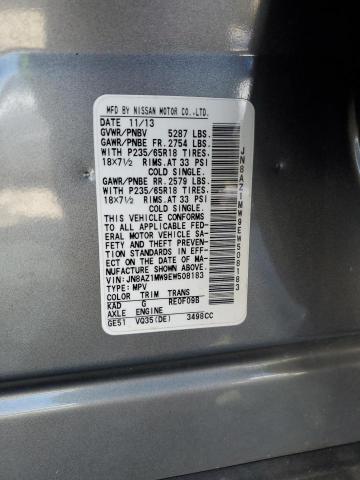 MFD BY NISSAN MOTOR CO.,LTD.
DATE 11/13
GVWR/PNBV 5287 LBS.
GAWR/PNBE FR. 2754 LBS.
WITH P235/65R18 TIRES.
18x7½ RIMS.AT 33 PSI
COLD SINGLE.
GAWR/PNBE RR 2579 LBS.
WITH P235/65R18 TIRES.
18x7½ RIMS.AT 33 PSI
COLD SINGLE.
THIS VEHICLE CONFORMS
TO ALL APPLICABLE FED-
ERAL MOTOR VEHICLE SA-
FETY AND THEFT PREVEN-
TION STANDARDS IN EFF-
ECT ON THE DATE OF MA-
NUFACTURE SHOWN ABOVE.
VIN:JN8AZ1MW9EW508183
TYPE: MPV
COLOR TRIM TRANS
KAD G RE0F09B
AXLE ENGINE
GE51 VQ35(DE) 3498CC
JN8AZ1MW9EW508183